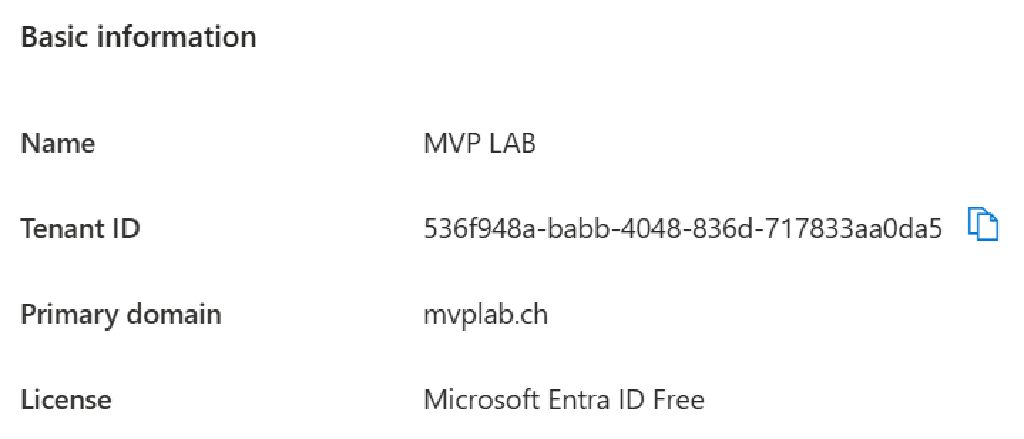 Basic information
Name MVP LAB
Tenant ID 536f948a-babb-4048-836d-717833aa0da5
Primary domain mvplab.ch
License Microsoft Entra ID Free